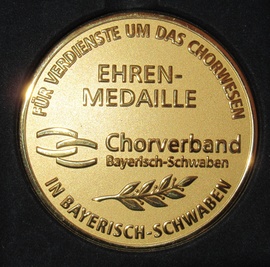 FÜR VERDIENSTE UM DAS CHORWESEN
EHREN-
MEDAILLE
Chorverband
Bayerisch-Schwaben
IN BAYERISCH-SCHWABEN